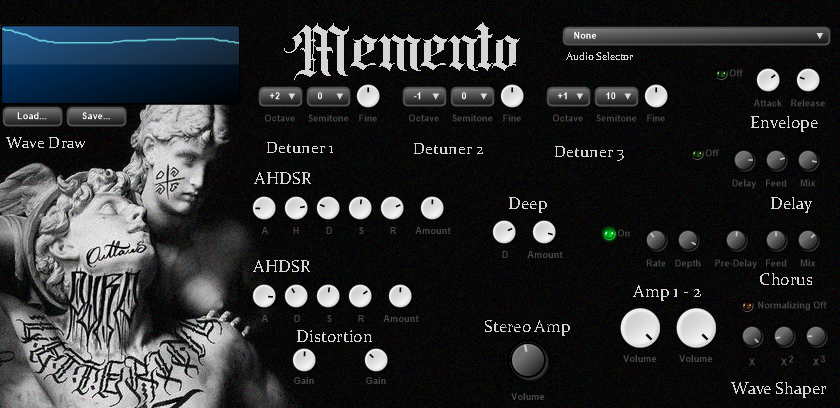 Memento
None
Audio Selector
Load...
Save...
Wave Draw
+2
0
Octave
Semitone
Fine
Detuner 1
-1
0
Octave
Semitone
Fine
Detuner 2
+1
10
Octave
Semitone
Fine
Detuner 3
Off
Attack
Release
Envelope
Off
Delay
Feed
Mix
Delay
AHDSR
A
H
D
S
R
Amount
Deep
D
Amount
On
Rate
Depth
Pre-Delay
Feed
Mix
Chorus
AHDSR
A
D
S
R
Amount
Distortion
Gain
Gain
Stereo Amp
Volume
Amp 1 - 2
Volume
Volume
Normalizing Off
X
X²
X³
Wave Shaper
Outlaws